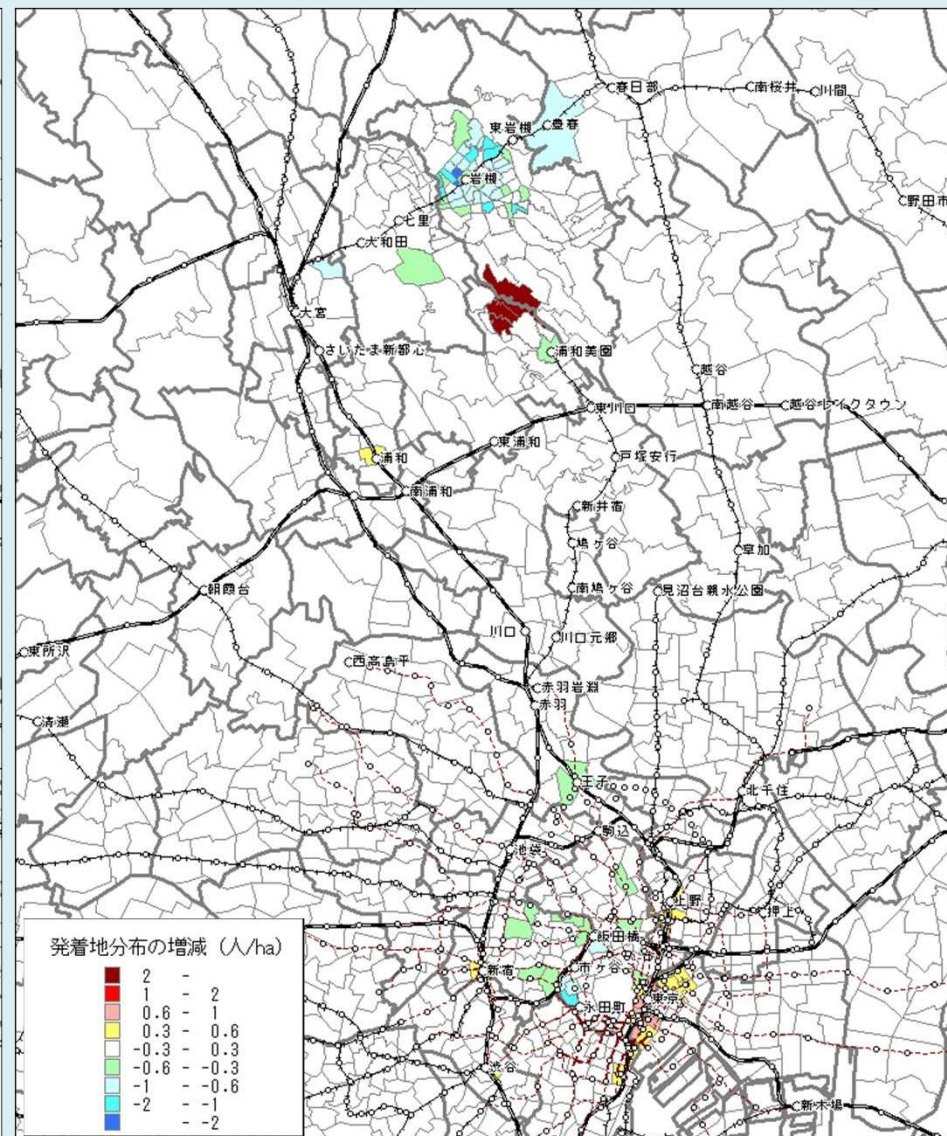 春日部
南桜井
川間
豊春
東岩槻
岩槻
野田市
七里
大和田
大宮
さいたま新都心
浦和美園
越谷
東川口
南越谷
越谷レイクタウン
東浦和
浦和
戸塚安行
南浦和
新井宿
鳩ヶ谷
草加
朝霞台
南鳩ヶ谷
見沼台親水公園
川口
川口元郷
東所沢
西高島平
赤羽岩淵
赤羽
清瀬
王子
北千住
駒込
池袋
上野
押上
飯田橋
新宿
市ヶ谷
東京
永田町
渋谷
新木場
発着地分布の増減 (人/ha)
2 -
1 - 2
0.6 - 1
0.3 - 0.6
-0.3 - 0.3
-0.6 - -0.3
-1 - -0.6
-2 - -1
- -2